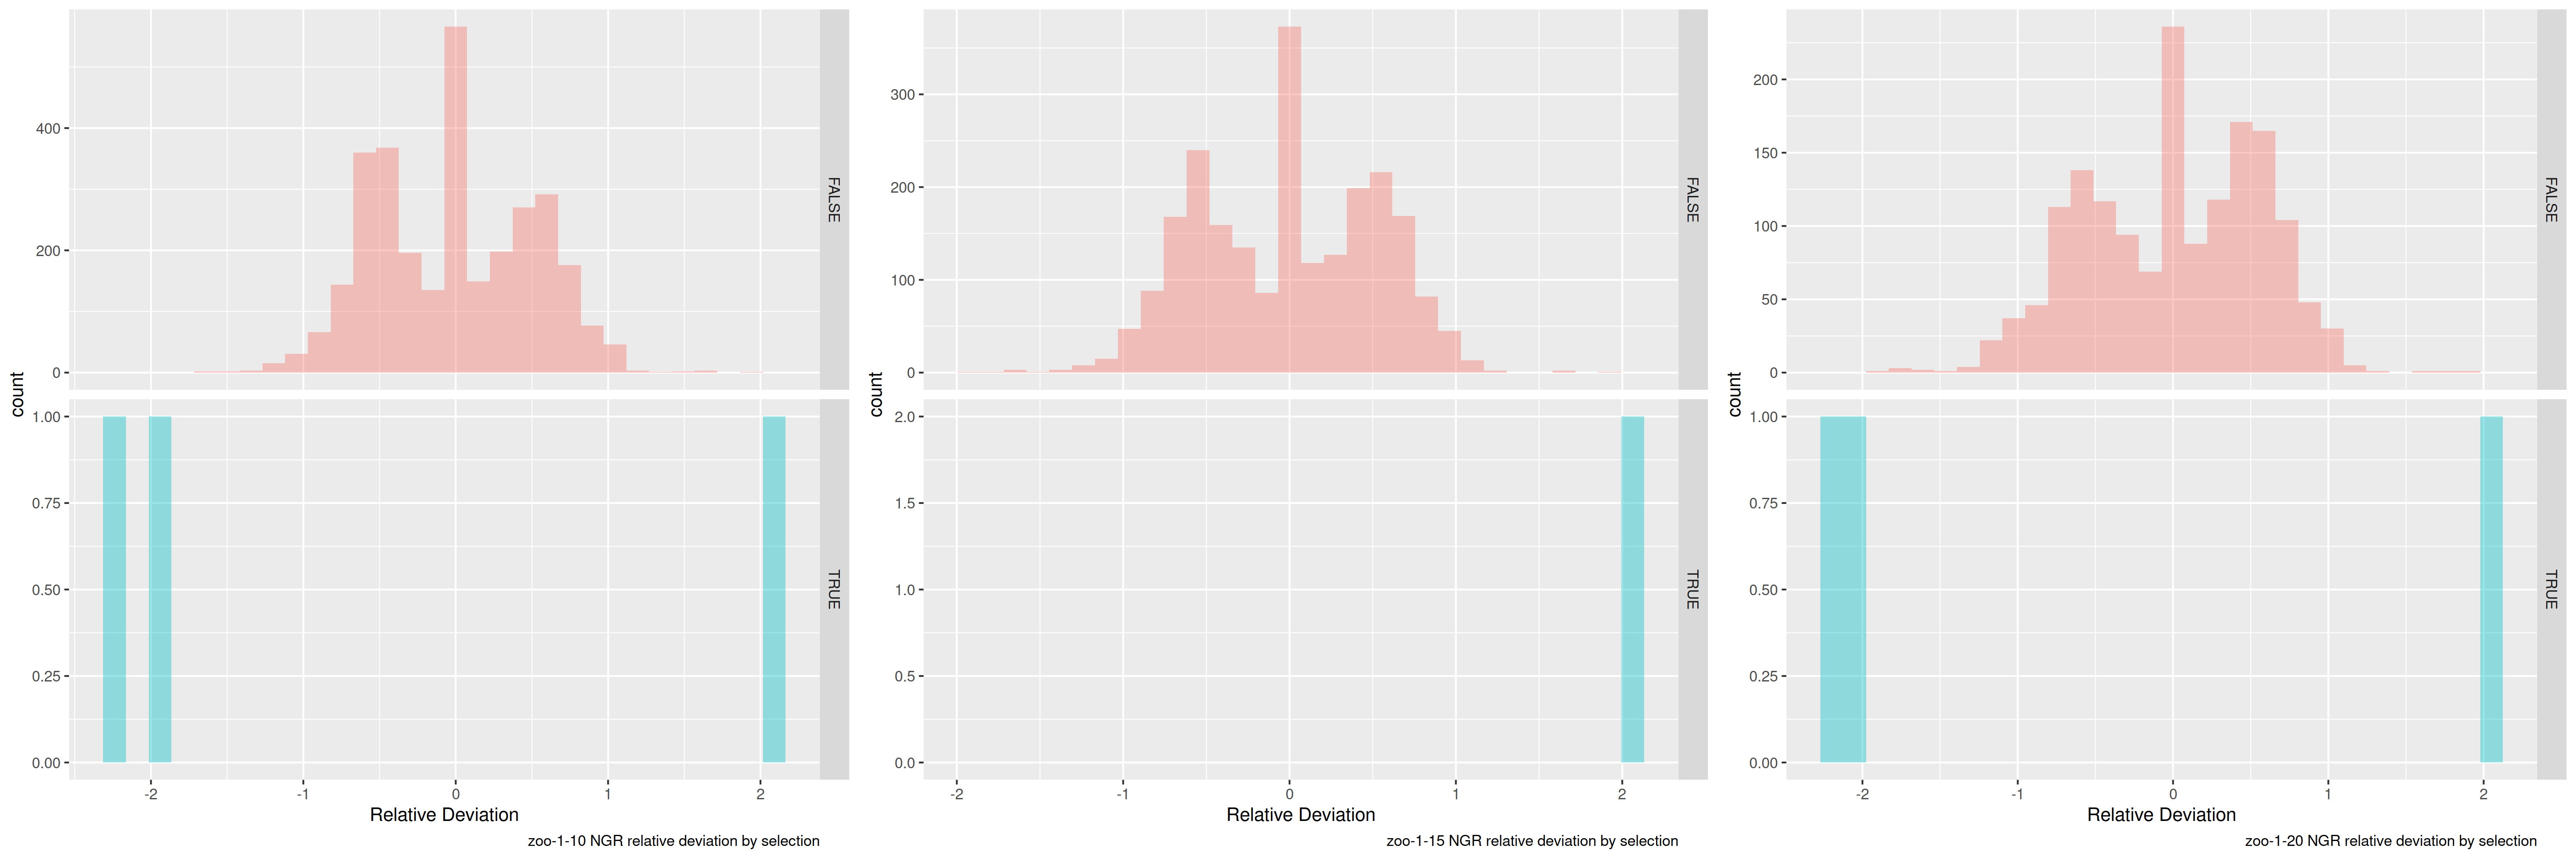 count
400
200
0
FALSE
1.00
0.75
0.50
0.25
0.00
TRUE
-2 -1 0 1 2
Relative Deviation
zoo-1-10 NGR relative deviation by selection
count
300
200
100
0
FALSE
2.0
1.5
1.0
0.5
0.0
TRUE
-2 -1 0 1 2
Relative Deviation
zoo-1-15 NGR relative deviation by selection
count
200
150
100
50
0
FALSE
1.00
0.75
0.50
0.25
0.00
TRUE
-2 -1 0 1 2
Relative Deviation
zoo-1-20 NGR relative deviation by selection